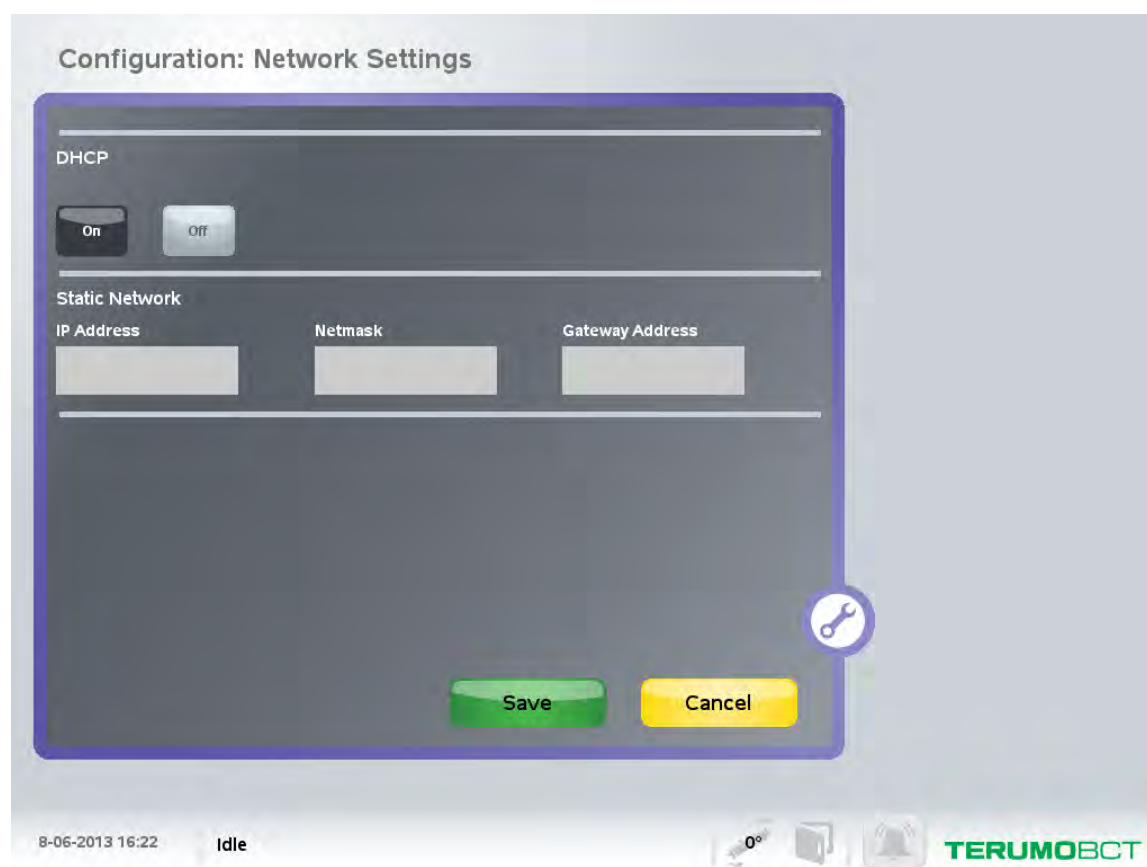 Configuration: Network Settings
DHCP
On Off
Static Network
IP Address Netmask Gateway Address
Save Cancel
8-06-2013 16:22 Idle 0° TERUMOBCT